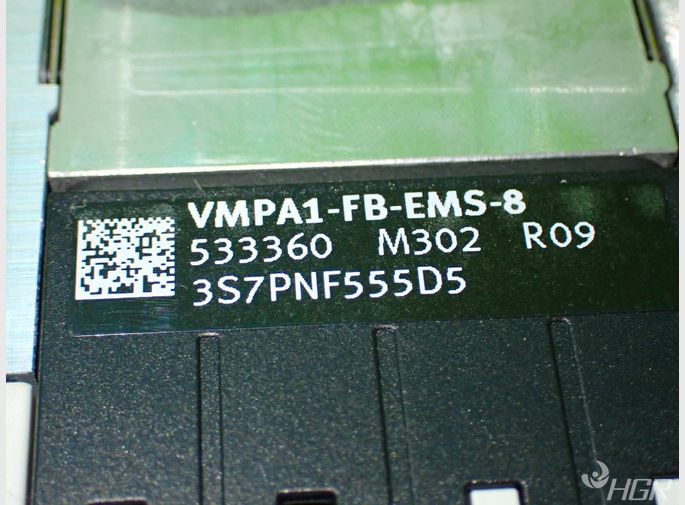 VMPA1-FB-EMS-8
533360 M302 R09
3S7PNF555D5
HGR